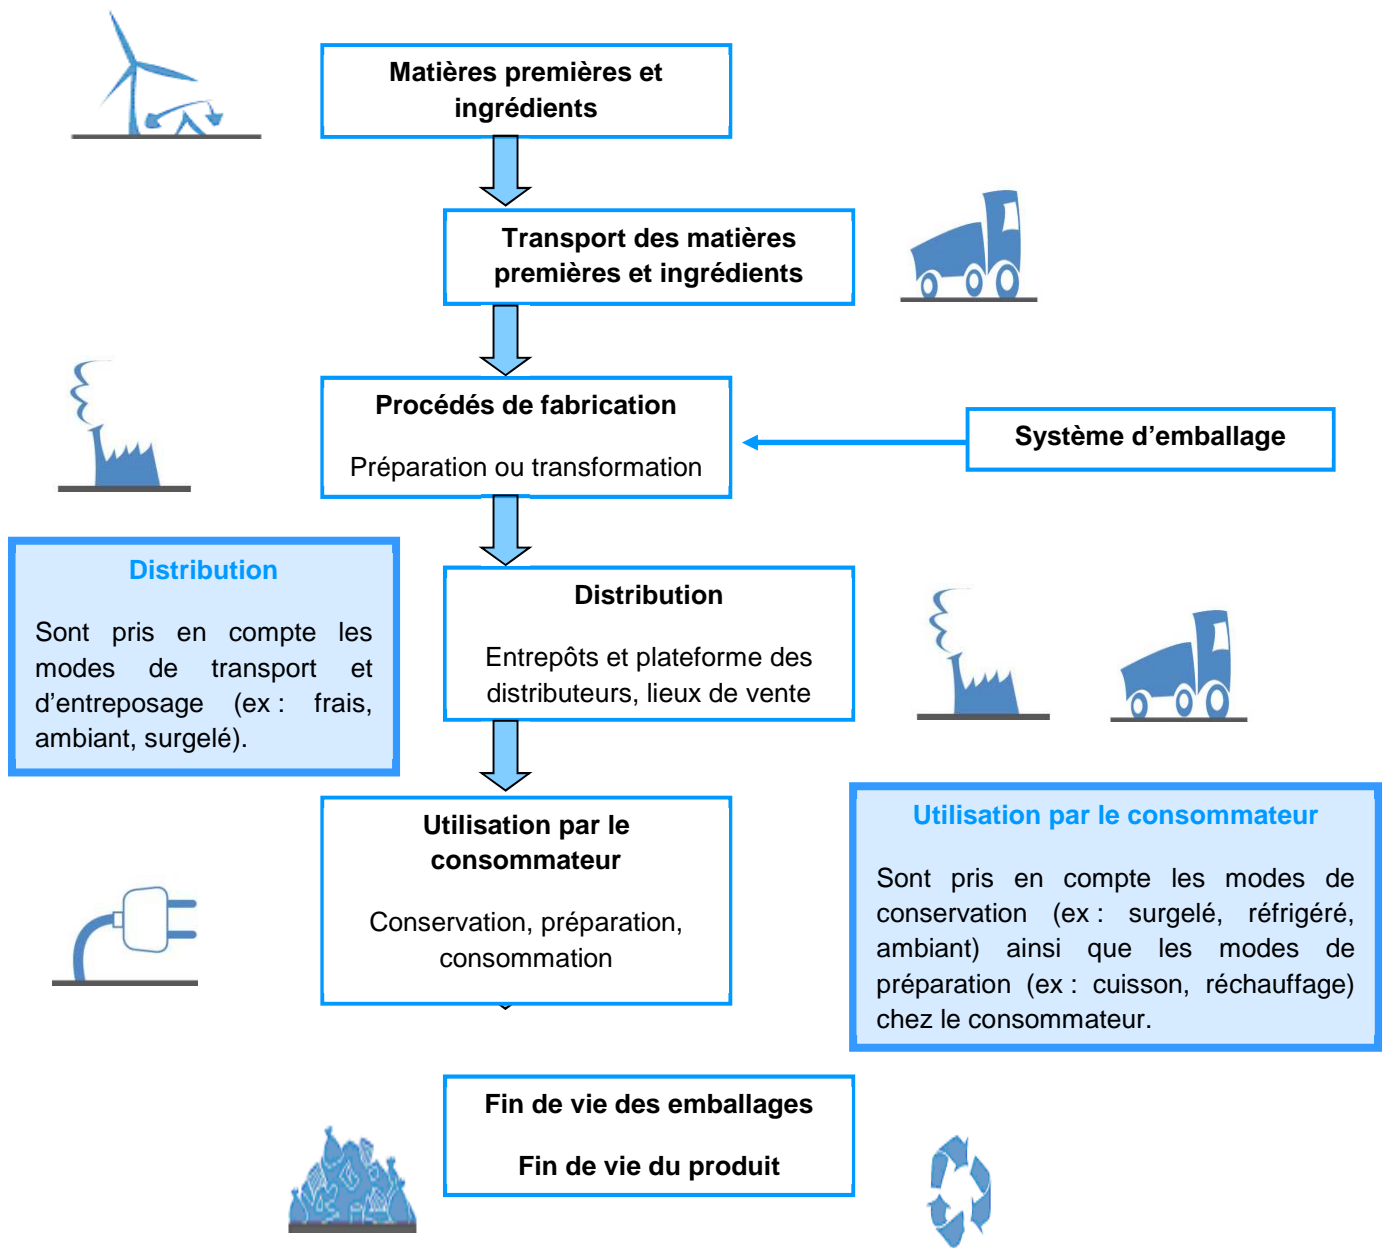 Matières premières et
ingrédients
Transport des matières
premières et ingrédients
Procédés de fabrication
Préparation ou transformation
Système d’emballage
Distribution
Sont pris en compte les
modes de transport et
d’entreposage (ex : frais,
ambiant, surgelé).
Distribution
Entrepôts et plateforme des
distributeurs, lieux de vente
Utilisation par le
consommateur
Conservation, préparation,
consommation
Utilisation par le consommateur
Sont pris en compte les modes de
conservation (ex : surgelé, réfrigéré,
ambiant) ainsi que les modes de
préparation (ex : cuisson, réchauffage)
chez le consommateur.
Fin de vie des emballages
Fin de vie du produit